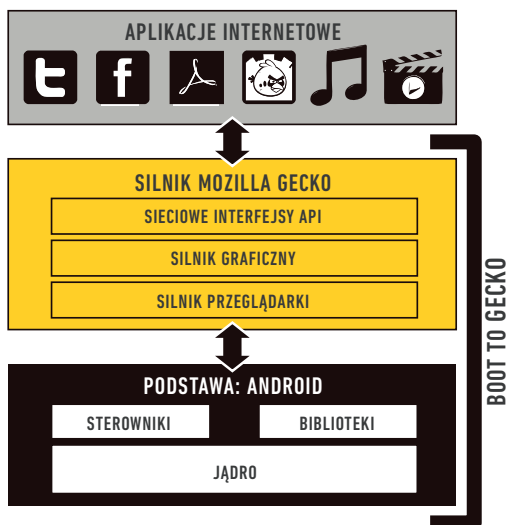 APLIKACJE INTERNETOWE
SILNIK MOZILLA GECKO
SIECIOWE INTERFEJSY API
SILNIK GRAFICZNY
SILNIK PRZEGLĄDARKI
PODSTAWA: ANDROID
STEROWNIKI
BIBLIOTEKI
JĄDRO
BOOT TO GECKO